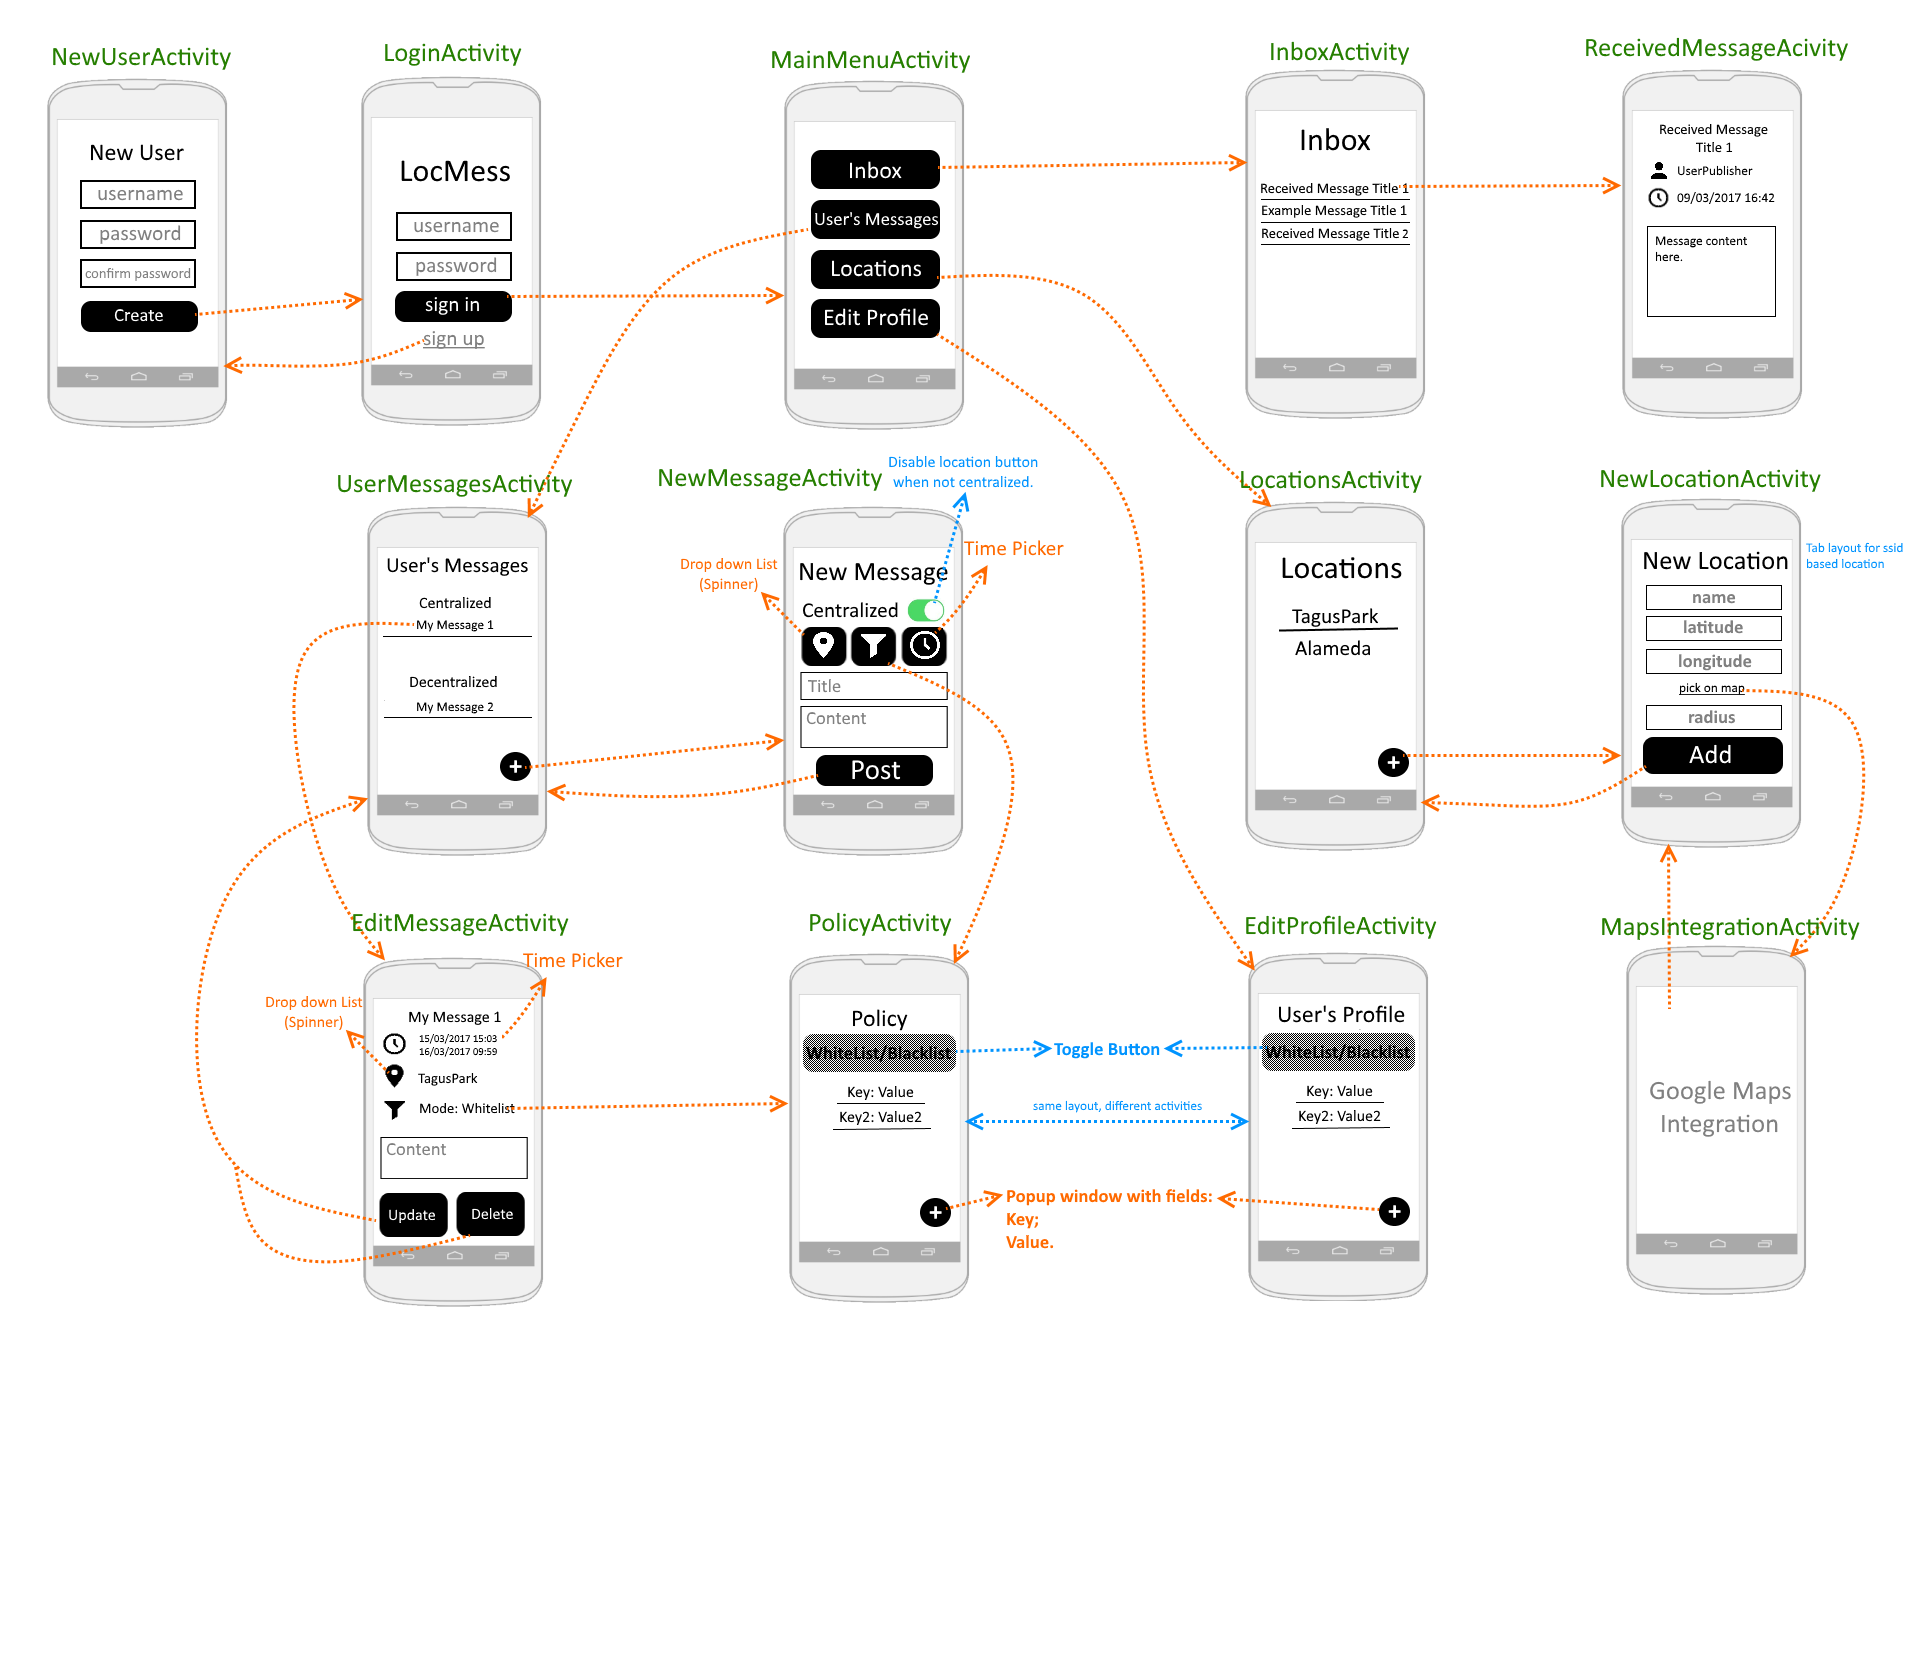 NewUserActivity
New User
username
password
confirm password
Create
LoginActivity
LocMess
username
password
sign in
sign up
MainMenuActivity
Inbox
User's Messages
Locations
Edit Profile
InboxActivity
Inbox
Received Message Title 1
Example Message Title 1
Received Message Title 2
ReceivedMessageAcivity
Received Message
Title 1
UserPublisher
09/03/2017 16:42
Message content
here.
UserMessagesActivity
User's Messages
Centralized
My Message 1
Decentralized
My Message 2
+
NewMessageActivity
Disable location button
when not centralized.
Time Picker
Drop down List
(Spinner)
New Message
Centralized
Title
Content
Post
LocationsActivity
Locations
TagusPark
Alameda
+
NewLocationActivity
Tab layout for ssid
based location
New Location
name
latitude
longitude
pick on map
radius
Add
EditMessageActivity
Time Picker
Drop down List
(Spinner)
My Message 1
15/03/2017 15:03
16/03/2017 09:59
TagusPark
Mode: Whitelist
Content
Update
Delete
PolicyActivity
Policy
WhiteList/Blacklist
Key: Value
Key2: Value2
+
Toggle Button
same layout, different activities
Popup window with fields:
Key;
Value.
EditProfileActivity
User's Profile
WhiteList/Blacklist
Key: Value
Key2: Value2
+
MapsIntegrationActivity
Google Maps
Integration